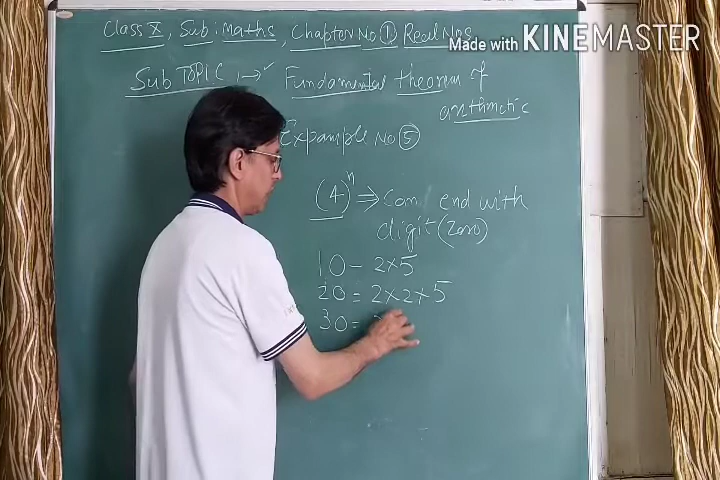 Class X, Sub: Maths, Chapter No ① Real Nos
Made with KINEMASTER
Sub TOPIC → Fundamental theorem of
arithmetic
Example No ⑤
(4)ⁿ ⇒ Can end with
digit (Zero)
10 - 2×5
20 = 2×2×5
30 =